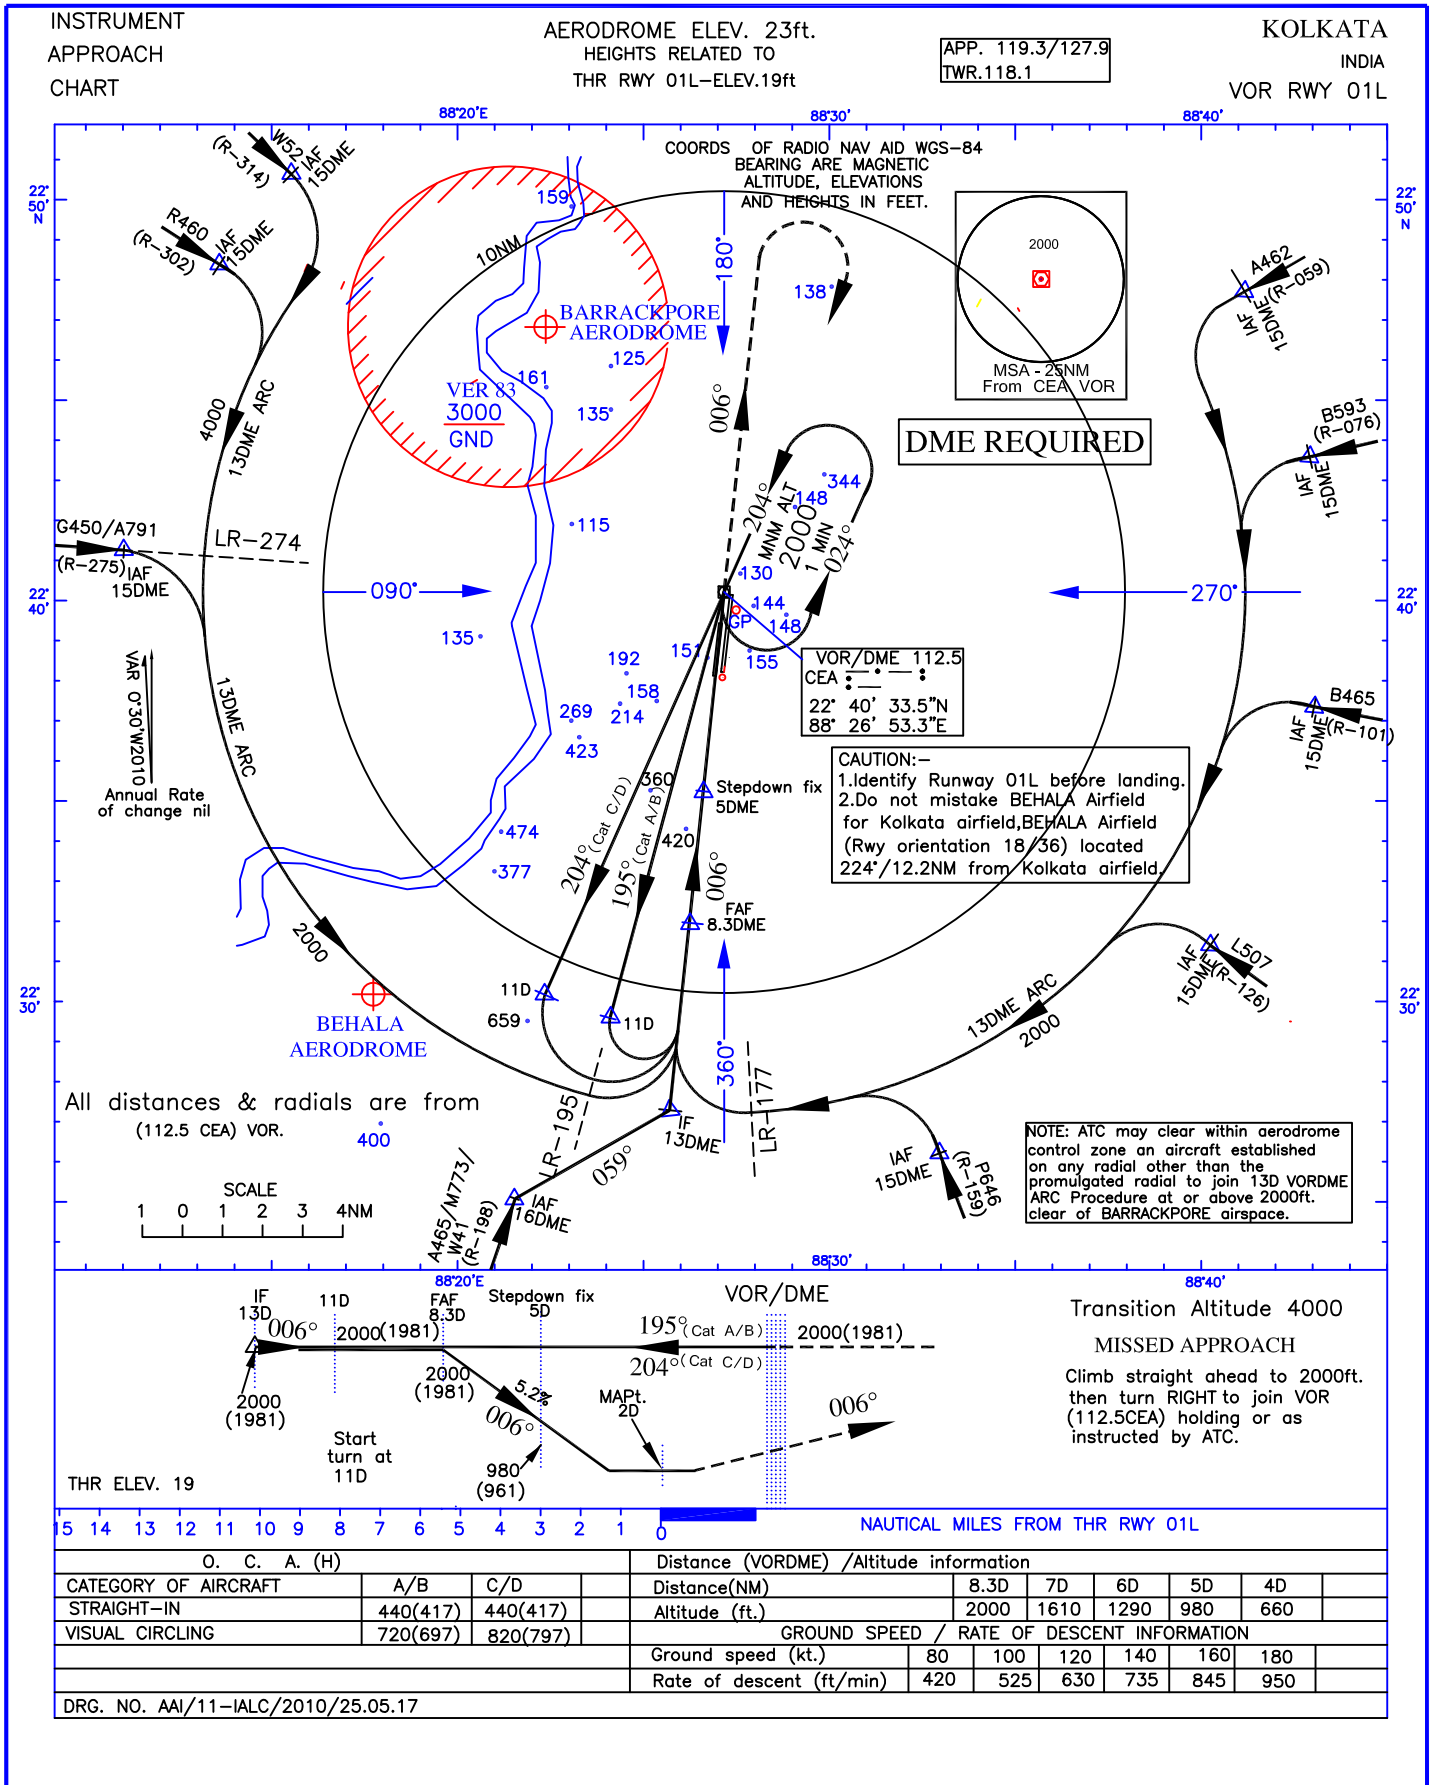 INSTRUMENT
APPROACH
CHART
AERODROME ELEV. 23ft.
HEIGHTS RELATED TO
THR RWY 01L-ELEV.19ft
APP. 119.3/127.9
TWR.118.1
KOLKATA
INDIA
VOR RWY 01L
88°20'E
88°30'
88°40'
COORDS OF RADIO NAV AID WGS-84
BEARING ARE MAGNETIC
ALTITUDE, ELEVATIONS
AND HEIGHTS IN FEET.
22°
50'
N
22°
50'
N
W52
(R-314)
IAF
15DME
R460
(R-302)
IAF
15DME
159
10NM
180°
138
2000
MSA - 25NM
From CEA VOR
A462
(R-059)
IAF
15DME
BARRACKPORE
AERODROME
125
161
VER 83
3000
GND
135
006°
4000
13DME ARC
DME REQUIRED
B593
(R-076)
IAF
15DME
344
148
204°
MNM ALT
2000
1 MIN
024°
115
G450/A791
(R-275)
IAF
15DME
LR-274
130
144
148
GP
090°
270°
22°
40'
22°
40'
135
151
155
192
158
214
269
423
VOR/DME 112.5
CEA
22° 40' 33.5"N
88° 26' 53.3"E
VAR 0°30'W2010
Annual Rate
of change nil
13DME ARC
B465
(R-101)
IAF
15DME
CAUTION:-
1.Identify Runway 01L before landing.
2.Do not mistake BEHALA Airfield
for Kolkata airfield,BEHALA Airfield
(Rwy orientation 18/36) located
224°/12.2NM from Kolkata airfield.
360
Stepdown fix
5DME
420
474
377
204°(Cat C/D)
195°(Cat A/B)
006°
FAF
8.3DME
2000
L507
(R-126)
IAF
15DME
22°
30'
22°
30'
11D
659
11D
BEHALA
AERODROME
13DME ARC
2000
360°
LR-177
LR-195
All distances & radials are from
(112.5 CEA) VOR.
400
IF
13DME
059°
IAF
16DME
A465/M773/
W41
(R-198)
IAF
15DME
P646
(R-159)
NOTE: ATC may clear within aerodrome
control zone an aircraft established
on any radial other than the
promulgated radial to join 13D VORDME
ARC Procedure at or above 2000ft.
clear of BARRACKPORE airspace.
SCALE
1 0 1 2 3 4NM
88°20'E
88°30'
88°40'
IF
13D
11D
FAF
8.3D
Stepdown fix
5D
VOR/DME
006°
2000(1981)
195°(Cat A/B)
2000(1981)
204°(Cat C/D)
2000
(1981)
2000
(1981)
5.2%
006°
MAPt.
2D
006°
Start
turn at
11D
980
(961)
THR ELEV. 19
Transition Altitude 4000
MISSED APPROACH
Climb straight ahead to 2000ft.
then turn RIGHT to join VOR
(112.5CEA) holding or as
instructed by ATC.
15 14 13 12 11 10 9 8 7 6 5 4 3 2 1 0
NAUTICAL MILES FROM THR RWY 01L
O. C. A. (H)
CATEGORY OF AIRCRAFT A/B C/D
STRAIGHT-IN 440(417) 440(417)
VISUAL CIRCLING 720(697) 820(797)
Distance (VORDME) /Altitude information
Distance(NM) 8.3D 7D 6D 5D 4D
Altitude (ft.) 2000 1610 1290 980 660
GROUND SPEED / RATE OF DESCENT INFORMATION
Ground speed (kt.) 80 100 120 140 160 180
Rate of descent (ft/min) 420 525 630 735 845 950
DRG. NO. AAI/11-IALC/2010/25.05.17